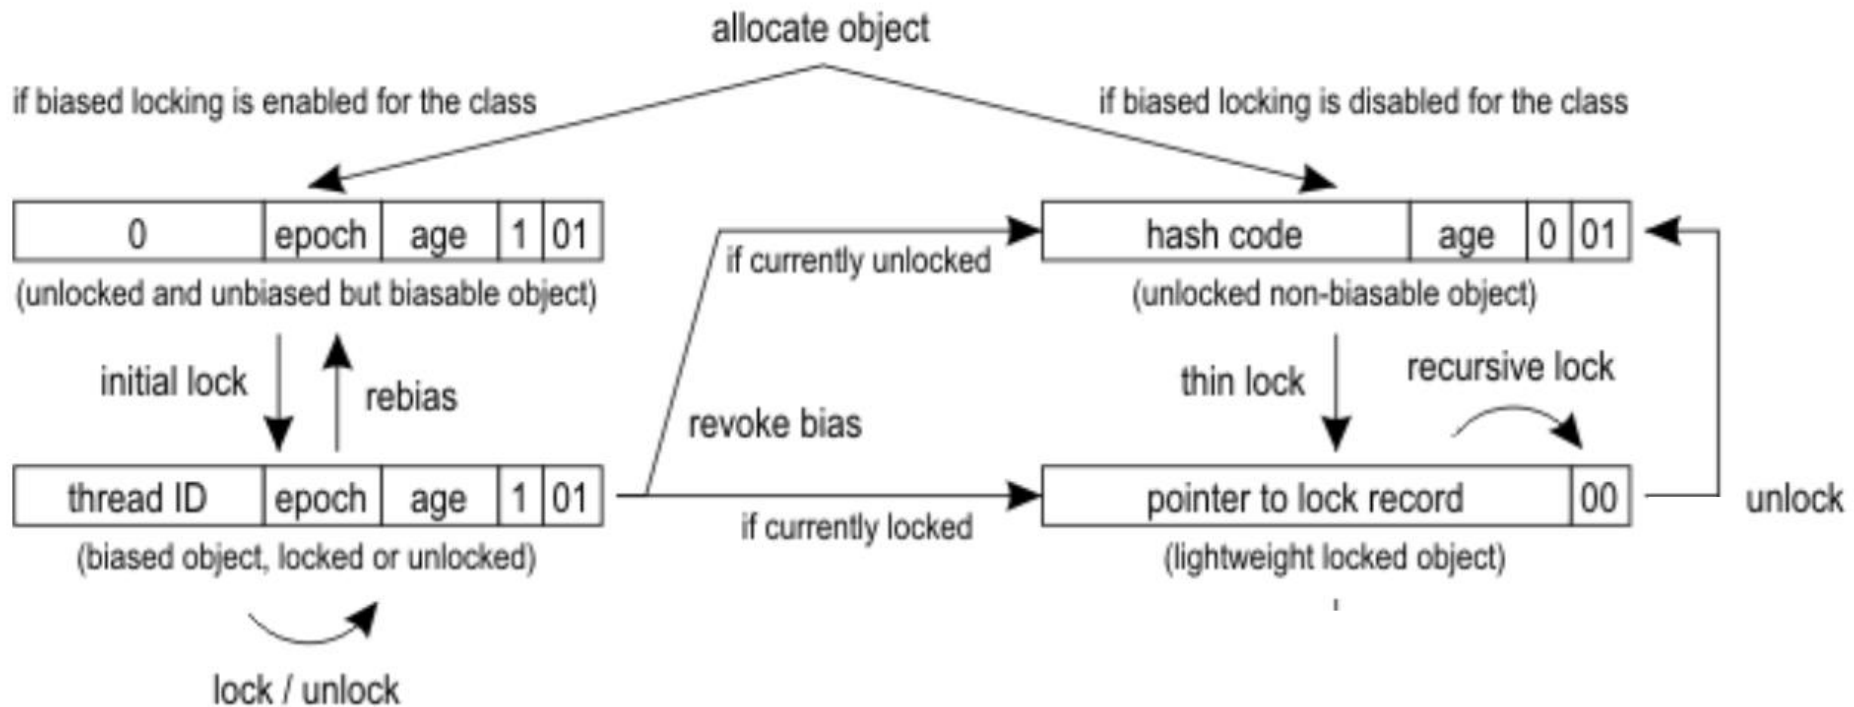 allocate object
if biased locking is enabled for the class
if biased locking is disabled for the class
0 epoch age 1 01
hash code age 0 01
if currently unlocked
(unlocked and unbiased but biasable object)
(unlocked non-biasable object)
initial lock
rebias
thin lock
recursive lock
revoke bias
thread ID epoch age 1 01
pointer to lock record 00
unlock
if currently locked
(biased object, locked or unlocked)
(lightweight locked object)
lock / unlock